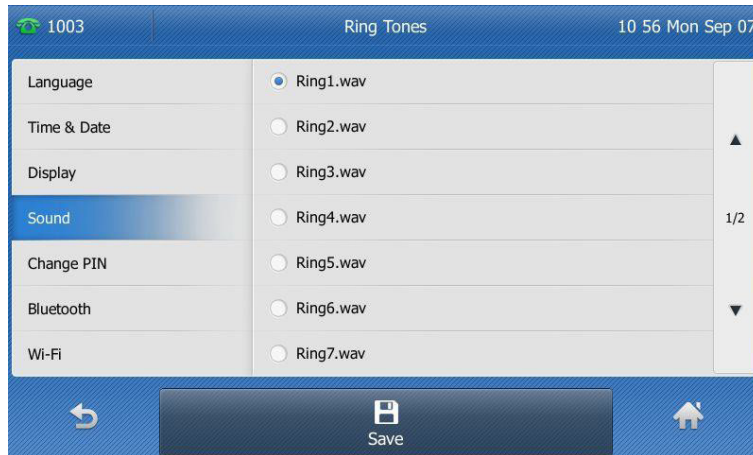 1003 Ring Tones 10 56 Mon Sep 07
Language
Time & Date
Display
Sound
Change PIN
Bluetooth
Wi-Fi
Ring1.wav
Ring2.wav
Ring3.wav
Ring4.wav
Ring5.wav
Ring6.wav
Ring7.wav
1/2
Save